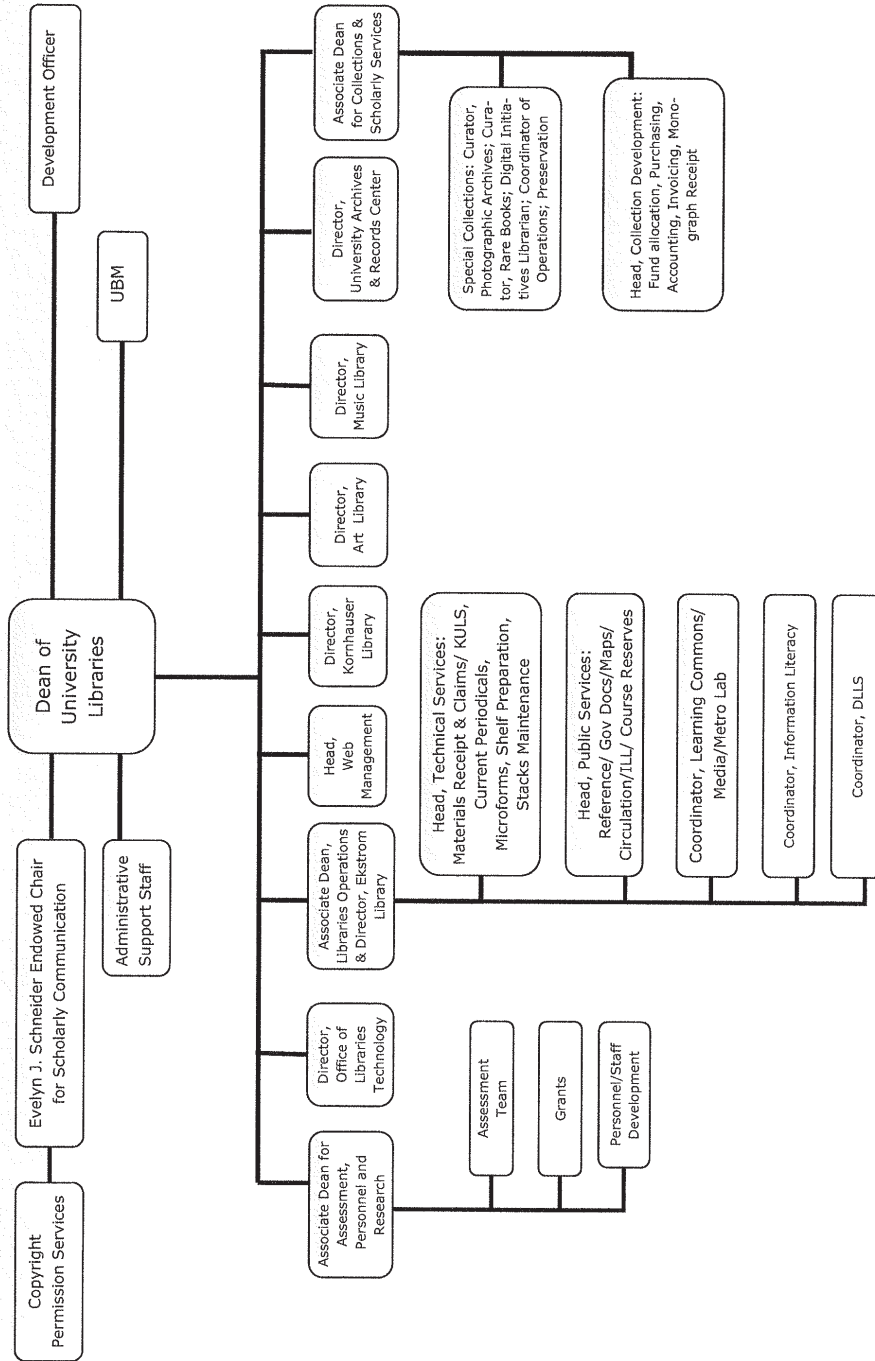 Copyright
Permission Services
Evelyn J. Schneider Endowed Chair
for Scholarly Communication
Dean of
University
Libraries
Development Officer
Administrative
Support Staff
UBM
Associate Dean for
Assessment,
Personnel and
Research
Director,
Office of
Libraries
Technology
Associate Dean,
Libraries Operations
& Director, Ekstrom
Library
Head,
Web
Management
Director,
Kornhauser
Library
Director,
Art Library
Director,
Music Library
Director,
University Archives
& Records Center
Associate Dean
for Collections &
Scholarly Services
Assessment
Team
Grants
Personnel/Staff
Development
Head, Technical Services:
Materials Receipt & Claims/ KULS,
Current Periodicals,
Microforms, Shelf Preparation,
Stacks Maintenance
Head, Public Services:
Reference/ Gov Docs/Maps/
Circulation/ILL/ Course Reserves
Coordinator, Learning Commons/
Media/Metro Lab
Coordinator, Information Literacy
Coordinator, DLLS
Special Collections: Curator,
Photographic Archives; Cura-
tor, Rare Books; Digital Initia-
tives Librarian; Coordinator of
Operations; Preservation
Head, Collection Development:
Fund allocation, Purchasing,
Accounting, Invoicing, Mono-
graph Receipt